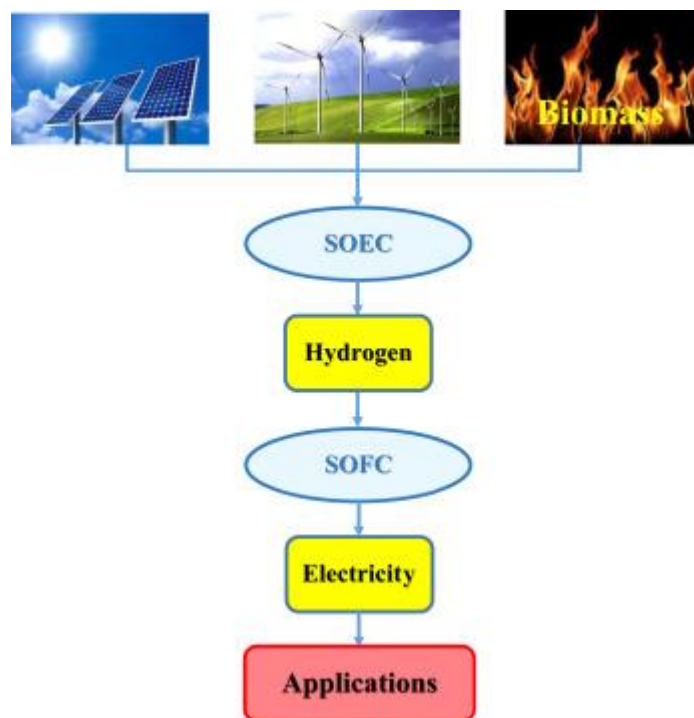 Biomass
SOEC
Hydrogen
SOFC
Electricity
Applications